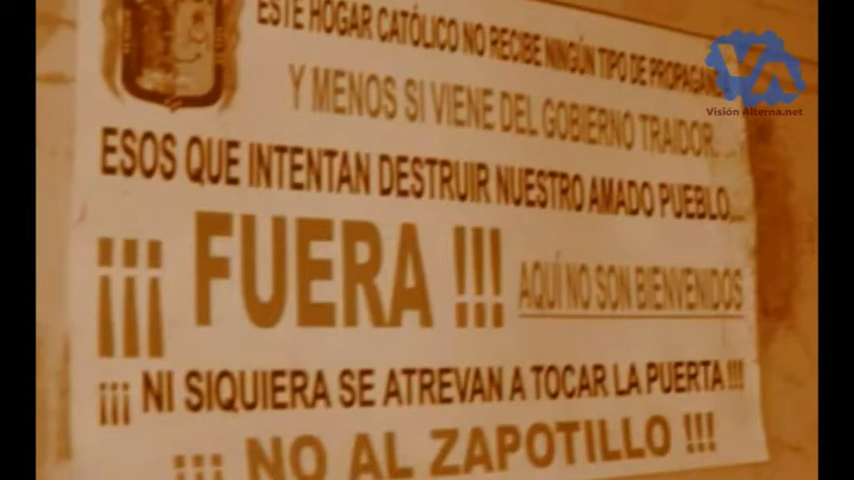 ESTE HOGAR CATÓLICO NO RECIBE NINGÚN TIPO DE
Y MENOS SI VIENE DEL GOBIERNO TRAIDOR....
ESOS QUE INTENTAN DESTRUIR NUESTRO AMADO PUEBLO,...
¡¡¡ FUERA !!! AQUÍ NO SON BIENVENIDOS
¡¡¡ NI SIQUIERA SE ATREVAN A TOCAR LA PUERTA !!!
¡¡¡ NO AL ZAPOTILLO !!!
VA
Visión Alterna.net